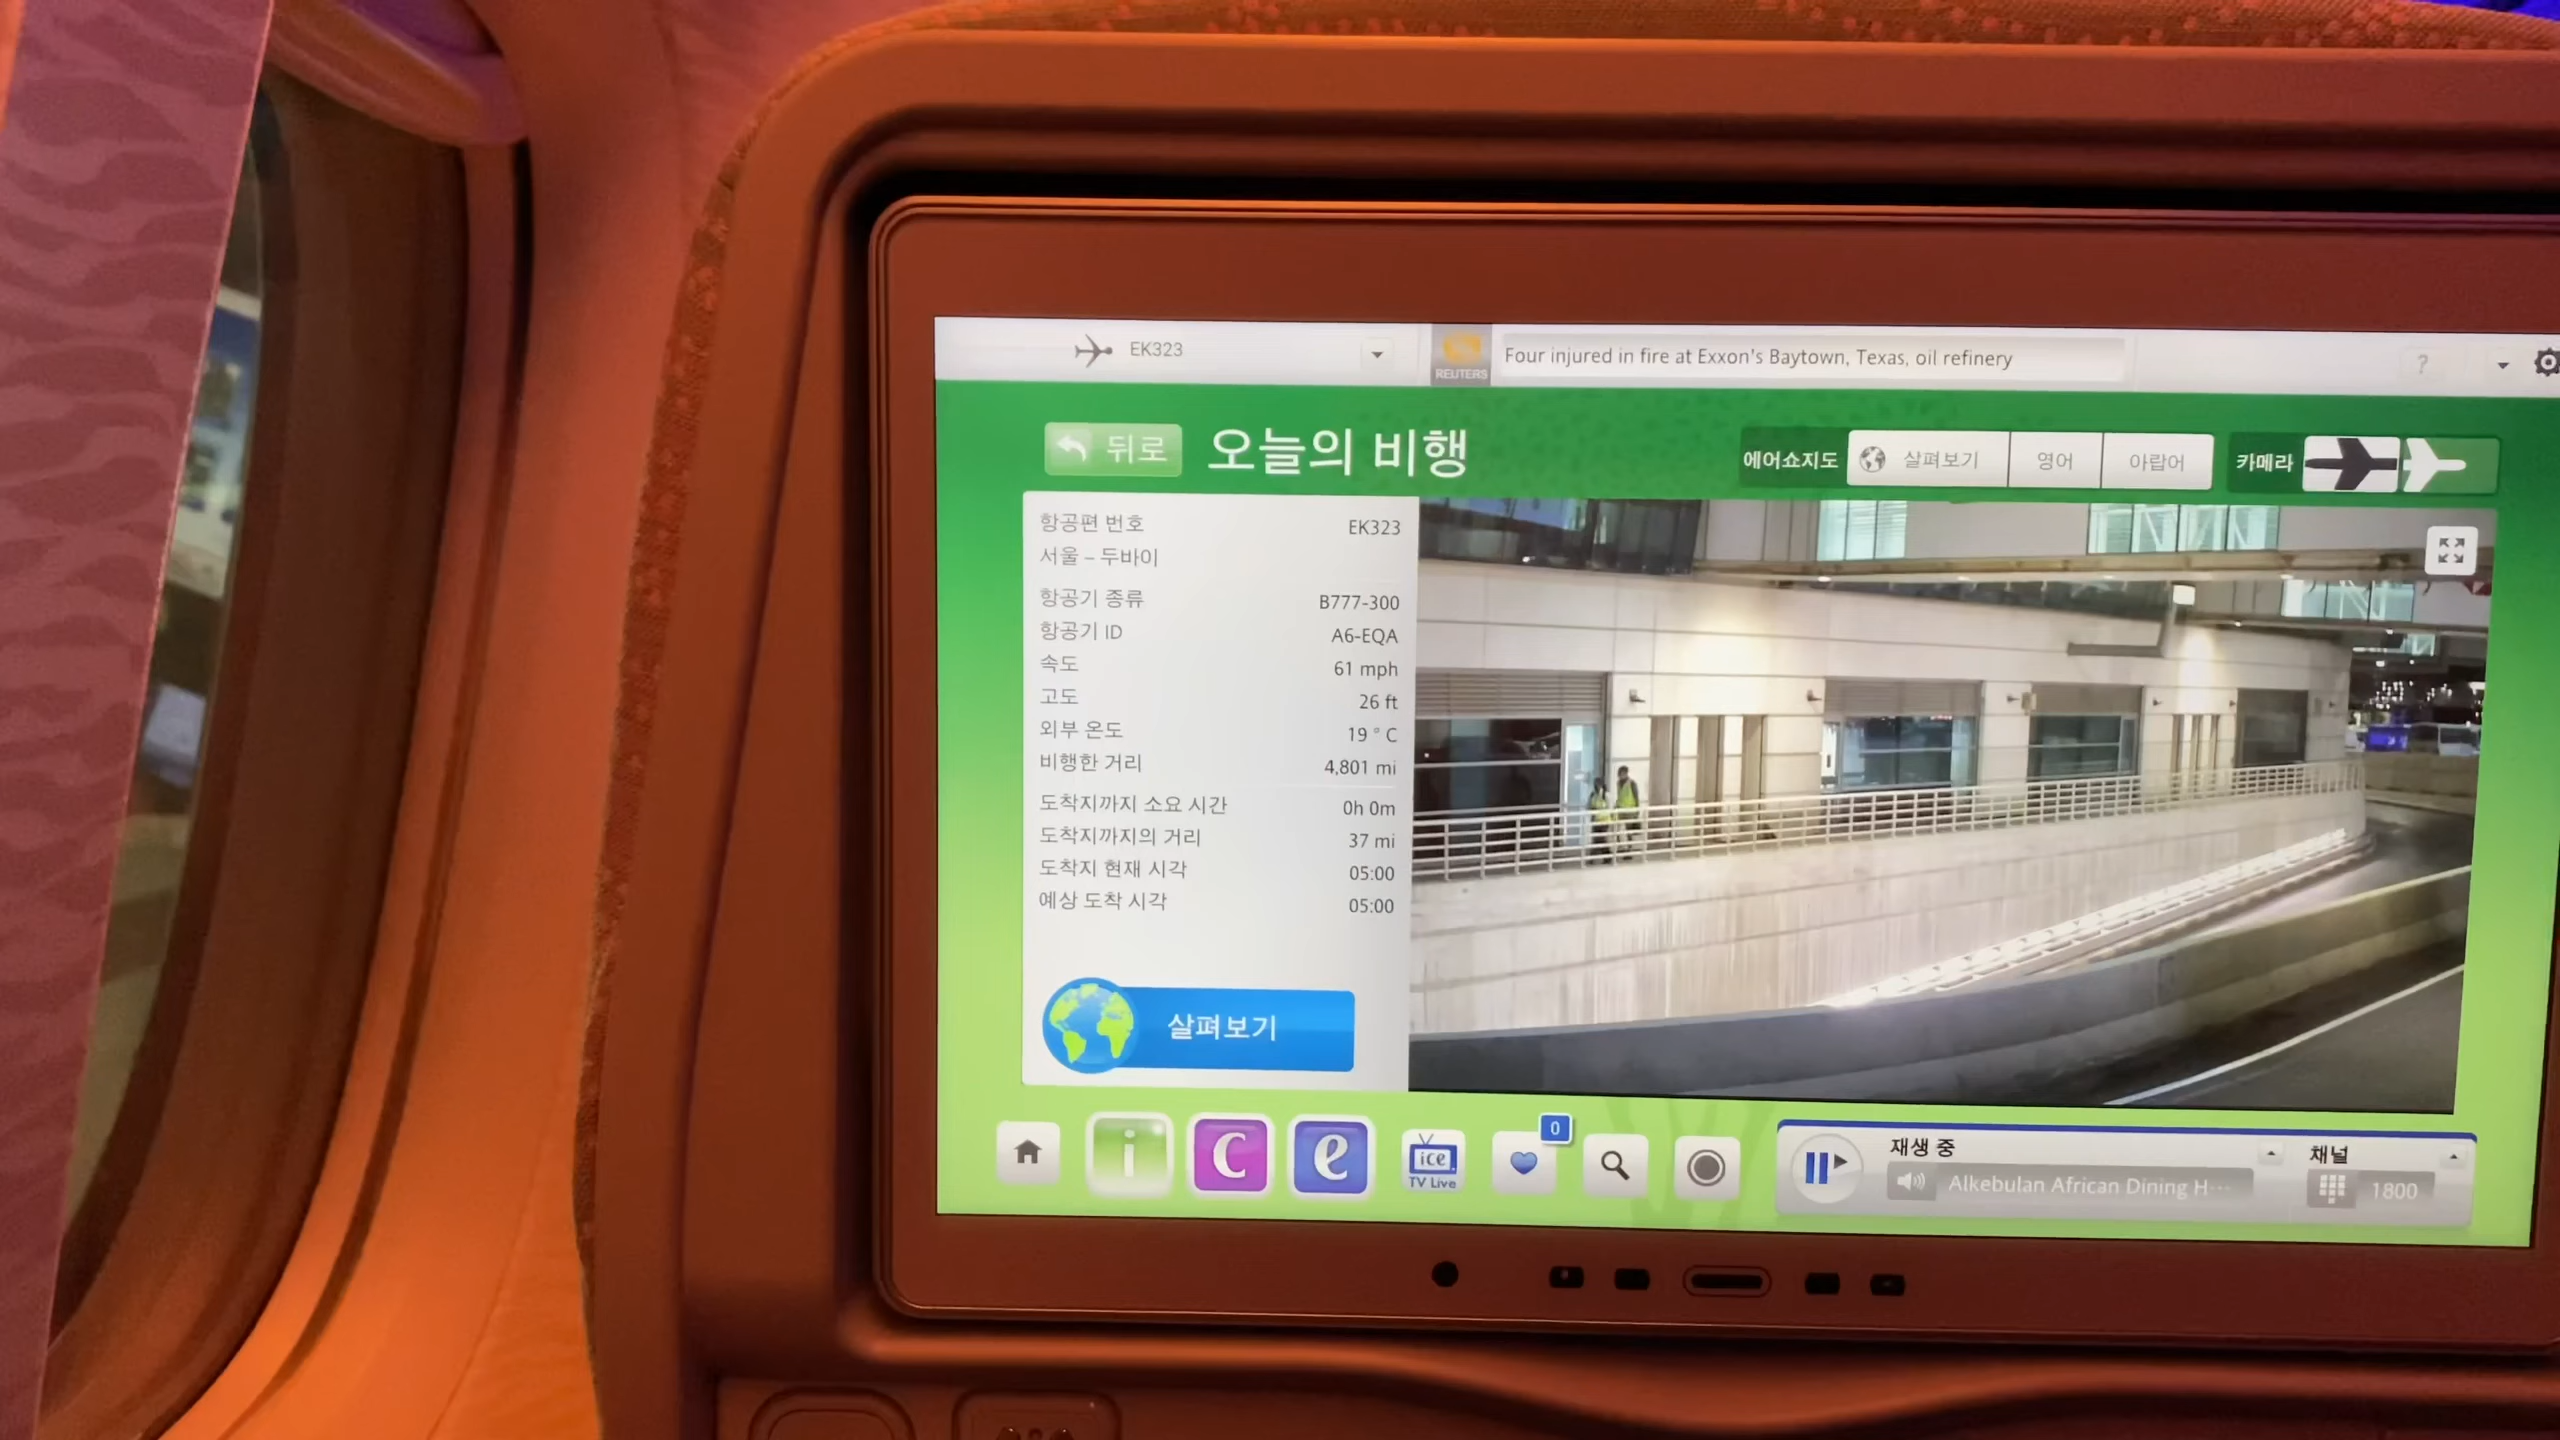 EK323
REUTERS
Four injured in fire at Exxon's Baytown, Texas, oil refinery
?
뒤로
오늘의 비행
에어쇼지도
살펴보기
영어
아랍어
카메라
항공편 번호 EK323
서울 – 두바이
항공기 종류 B777-300
항공기 ID A6-EQA
속도 61 mph
고도 26 ft
외부 온도 19 ° C
비행한 거리 4,801 mi
도착지까지 소요 시간 0h 0m
도착지까지의 거리 37 mi
도착지 현재 시각 05:00
예상 도착 시각 05:00
살펴보기
i
C
e
ice
TV Live
0
재생 중
Alkebulan African Dining H···
채널
1800